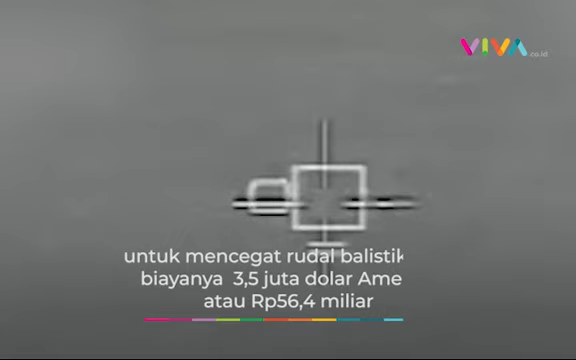 VIVA.co.id
untuk mencegat rudal balistik
biayanya 3,5 juta dolar Ame
atau Rp56,4 miliar